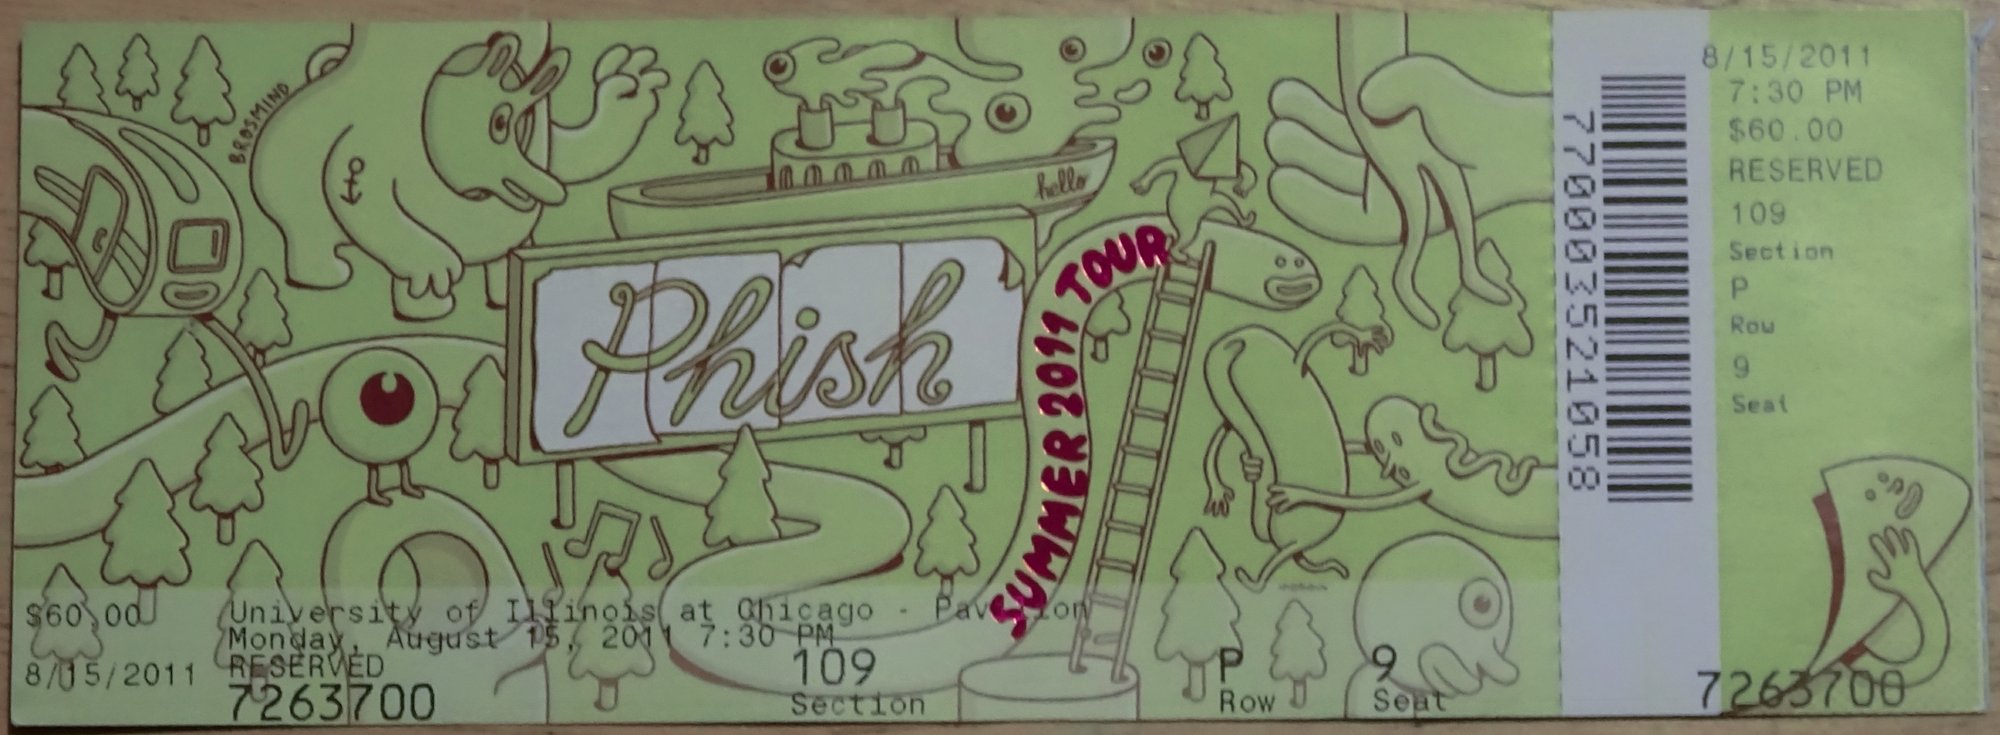 BROSMIND
hello
Phish
SUMMER 2011 TOUR
$60.00
University of Illinois at Chicago - Pavilion
Monday, August 15, 2011 7:30 PM
8/15/2011
RESERVED
7263700
109
Section
P
Row
9
Seat
770003521058
8/15/2011
7:30 PM
$60.00
RESERVED
109
Section
P
Row
9
Seat
7263700